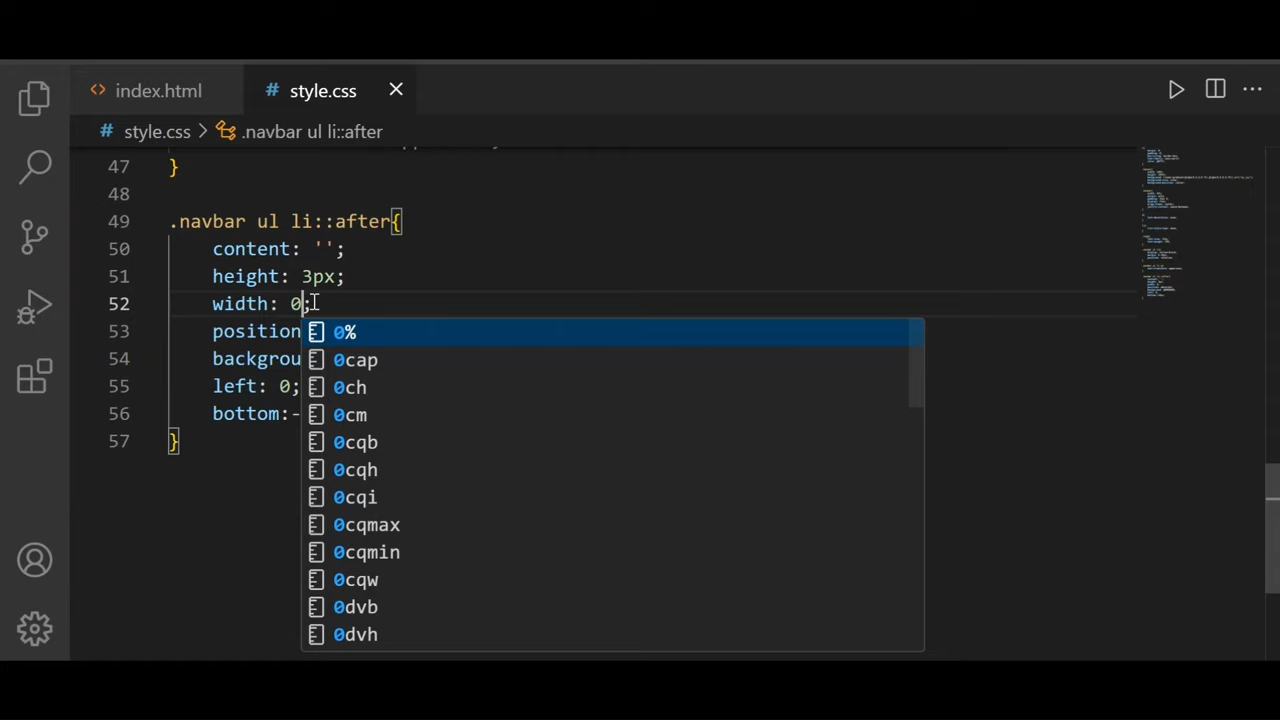 index.html
style.css
style.css
.navbar ul li::after
47 }
48
49 .navbar ul li::after{
50 content: '';
51 height: 3px;
52 width: 0;
53 position
54 backgrou
55 left: 0;
56 bottom:-
57 }
0%
0cap
0ch
0cm
0cqb
0cqh
0cqi
0cqmax
0cqmin
0cqw
0dvb
0dvh